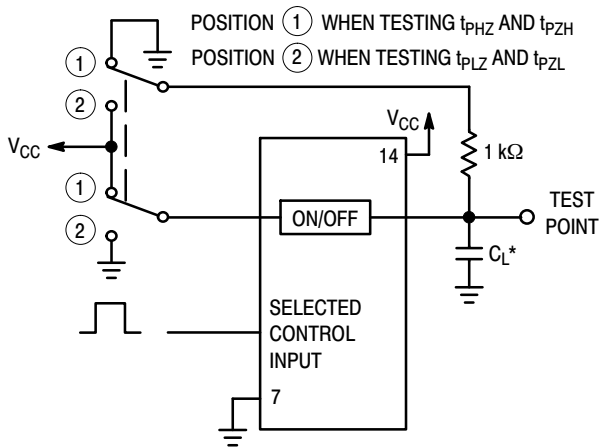 POSITION 1 WHEN TESTING tPHZ AND tPZH
POSITION 2 WHEN TESTING tPLZ AND tPZL
1
2
VCC
1
2
VCC
14
1 kΩ
ON/OFF
TEST
POINT
CL*
SELECTED
CONTROL
INPUT
7